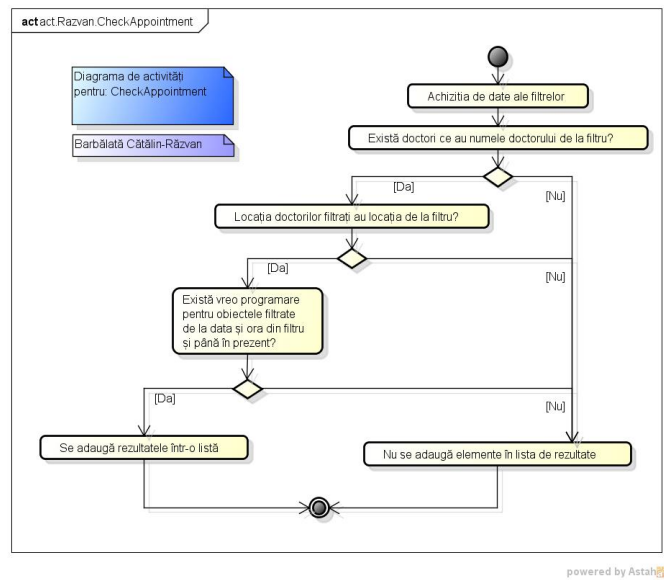 act act.Razvan.CheckAppointment
Diagrama de activități
pentru: CheckAppointment
Barbălată Cătălin-Răzvan
Achizitia de date ale filtrelor
Există doctori ce au numele doctorului de la filtru?
[Da]
[Nu]
Locația doctorilor filtrați au locația de la filtru?
[Da]
[Nu]
Există vreo programare
pentru obiectele filtrate
de la data și ora din filtru
și până în prezent?
[Da]
[Nu]
Se adaugă rezultatele într-o listă
Nu se adaugă elemente în lista de rezultate
powered by Astah